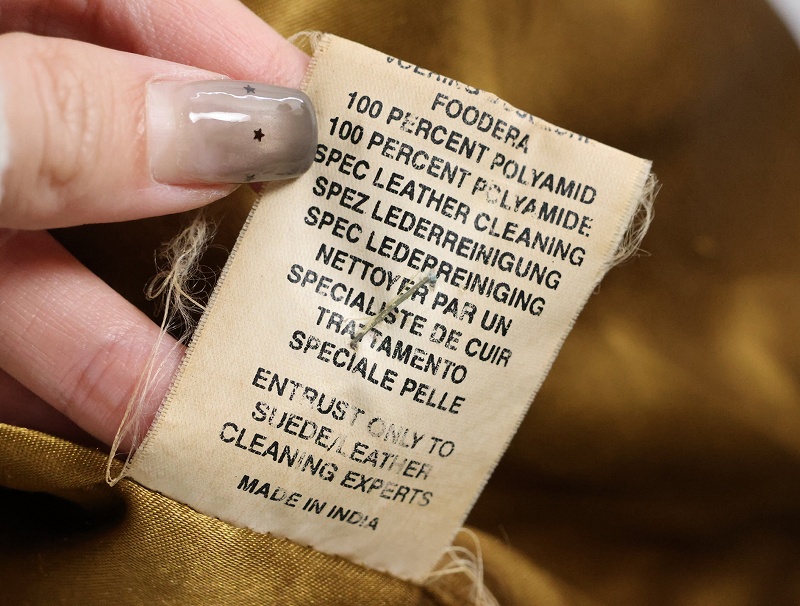 FOODERA
100 PERCENT POLYAMID
100 PERCENT POLYAMIDE
SPEC LEATHER CLEANING
SPEZ LEDERREINIGUNG
SPEC LEDERREINIGING
NETTOYER PAR UN
SPECIALISTE DE CUIR
TRATTAMENTO
SPECIALE PELLE
ENTRUST ONLY TO
SUEDE/LEATHER
CLEANING EXPERTS
MADE IN INDIA